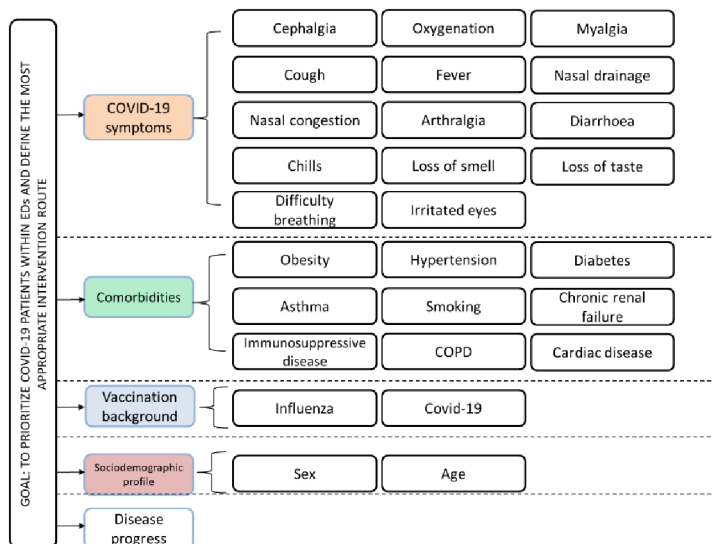 GOAL: TO PRIORITIZE COVID-19 PATIENTS WITHIN EDs AND DEFINE THE MOST
APPROPRIATE INTERVENTION ROUTE
COVID-19
symptoms
Cephalgia
Oxygenation
Myalgia
Cough
Fever
Nasal drainage
Nasal congestion
Arthralgia
Diarrhoea
Chills
Loss of smell
Loss of taste
Difficulty
breathing
Irritated eyes
Comorbidities
Obesity
Hypertension
Diabetes
Asthma
Smoking
Chronic renal
failure
Immunosuppressive
disease
COPD
Cardiac disease
Vaccination
background
Influenza
Covid-19
Sociodemographic
profile
Sex
Age
Disease
progress